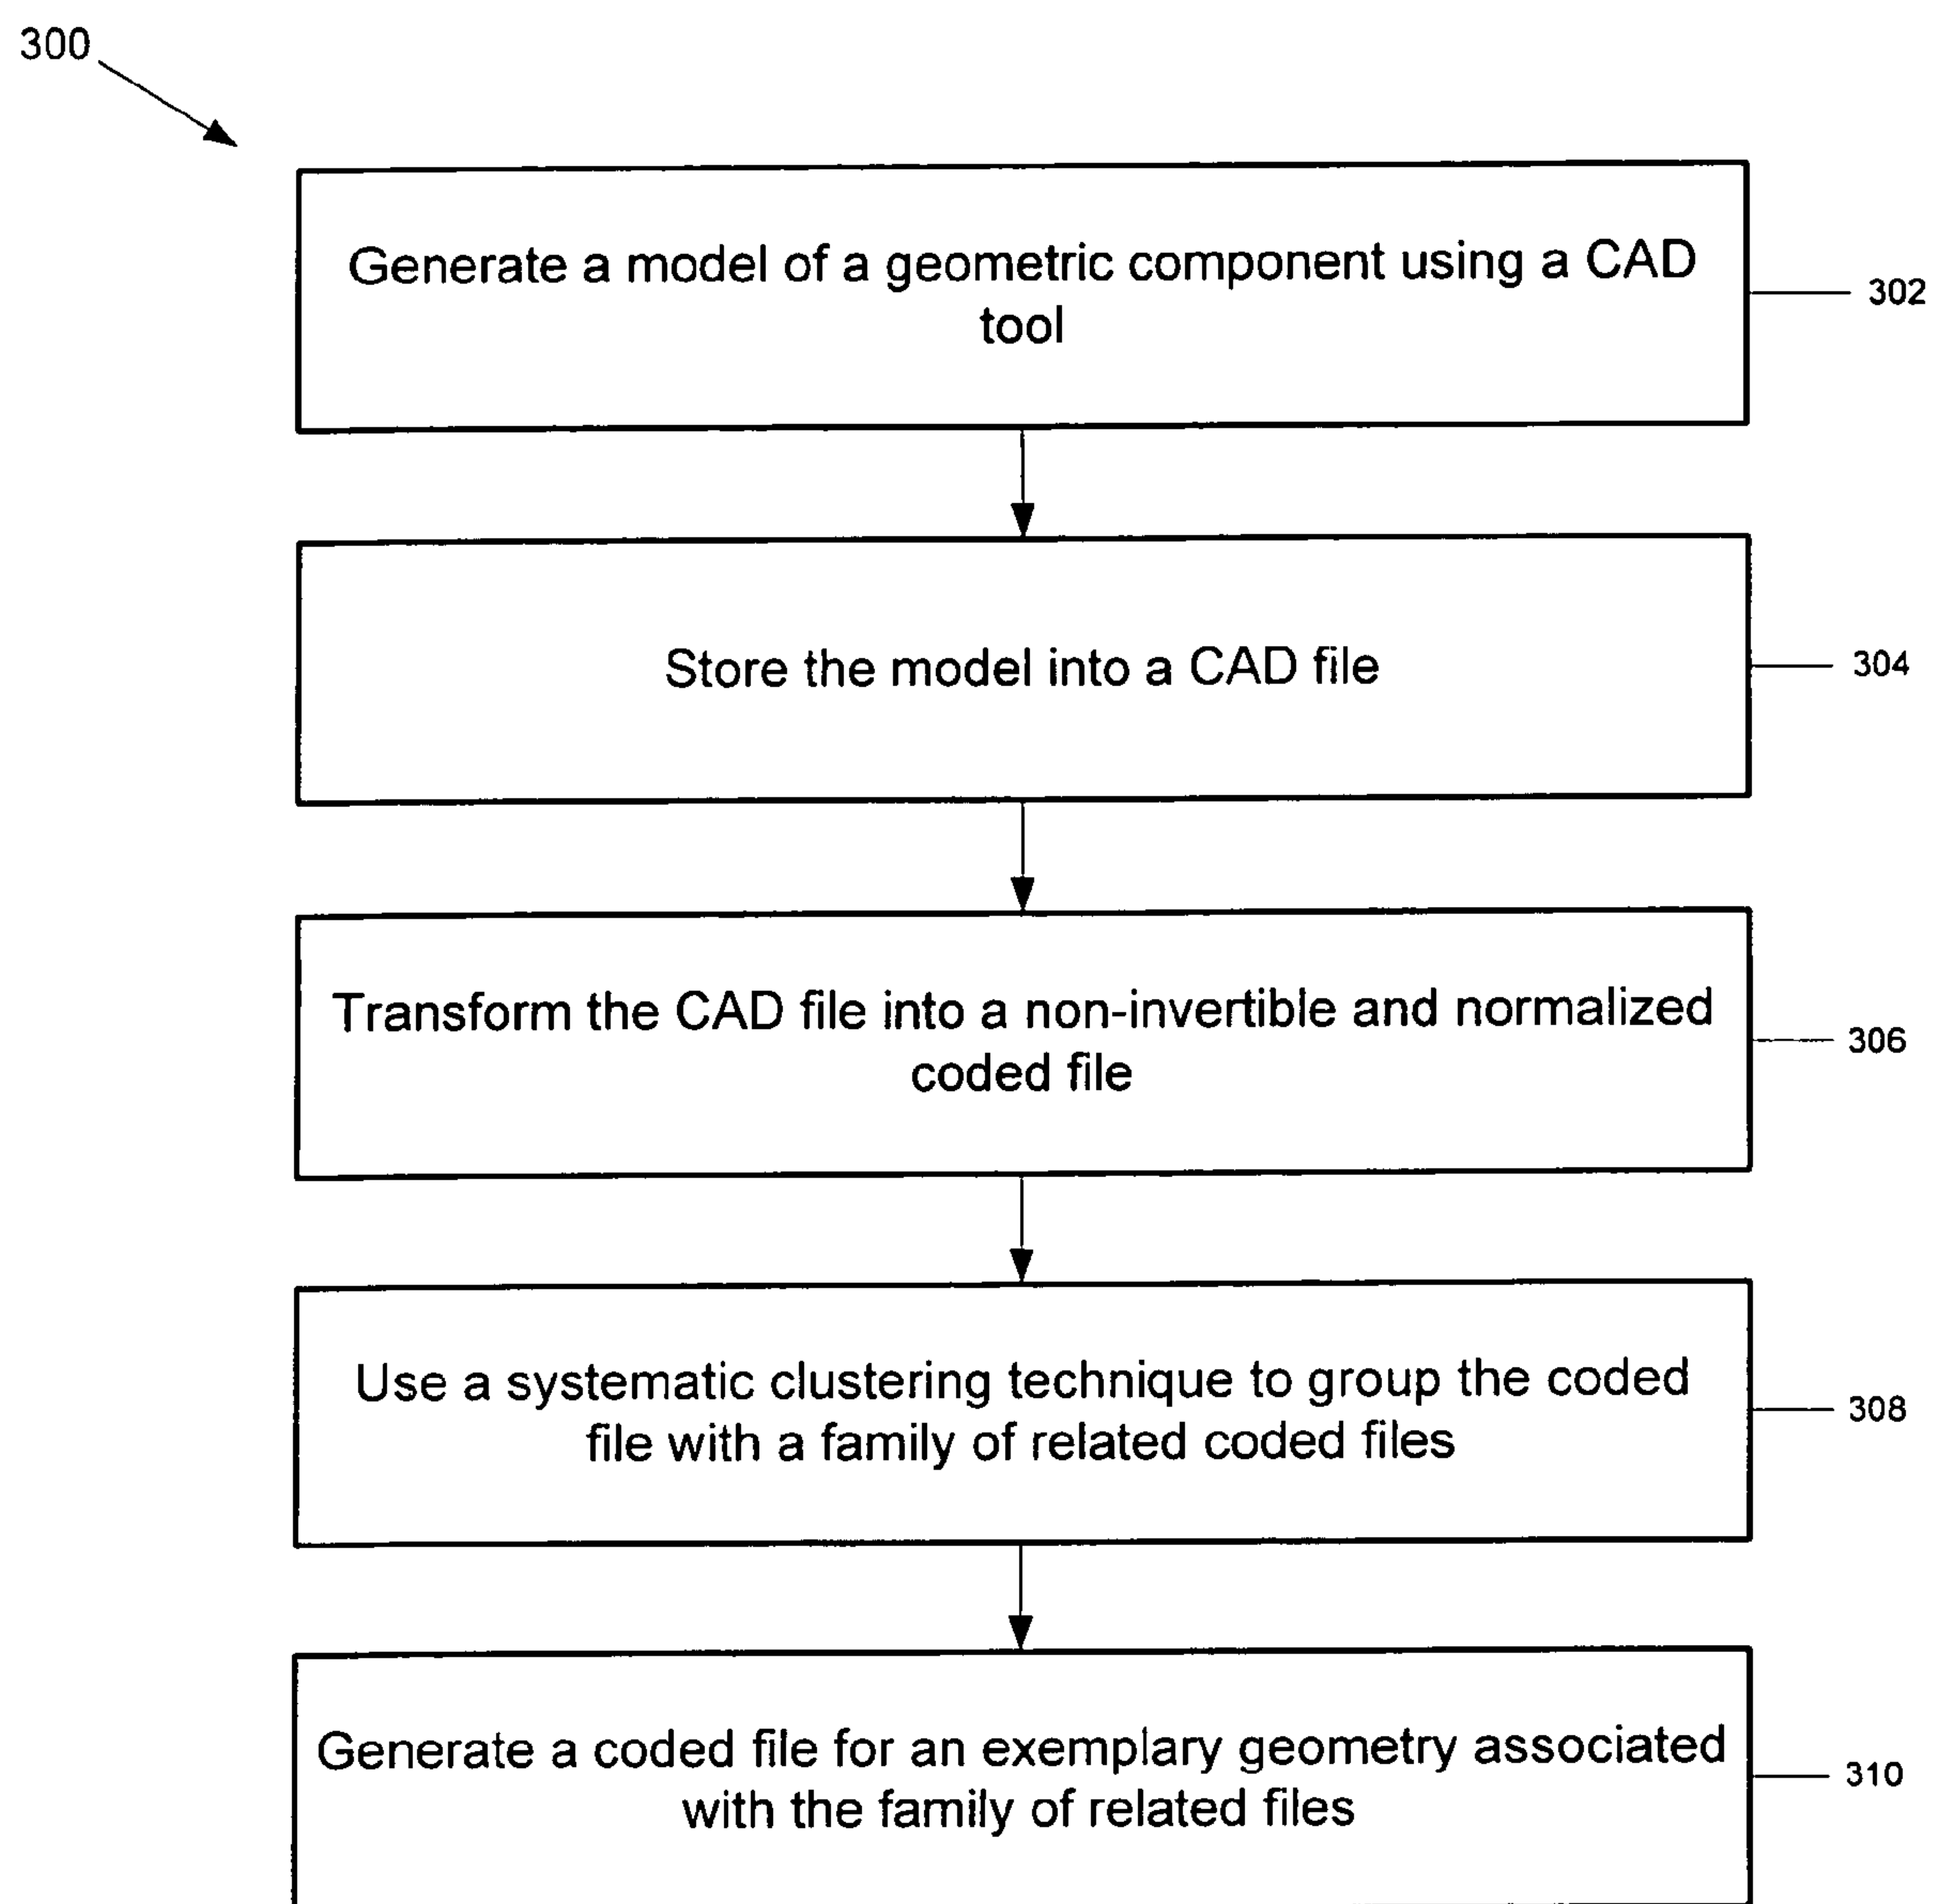 300
Generate a model of a geometric component using a CAD
tool
302
Store the model into a CAD file
304
Transform the CAD file into a non-invertible and normalized
coded file
306
Use a systematic clustering technique to group the coded
file with a family of related coded files
308
Generate a coded file for an exemplary geometry associated
with the family of related files
310